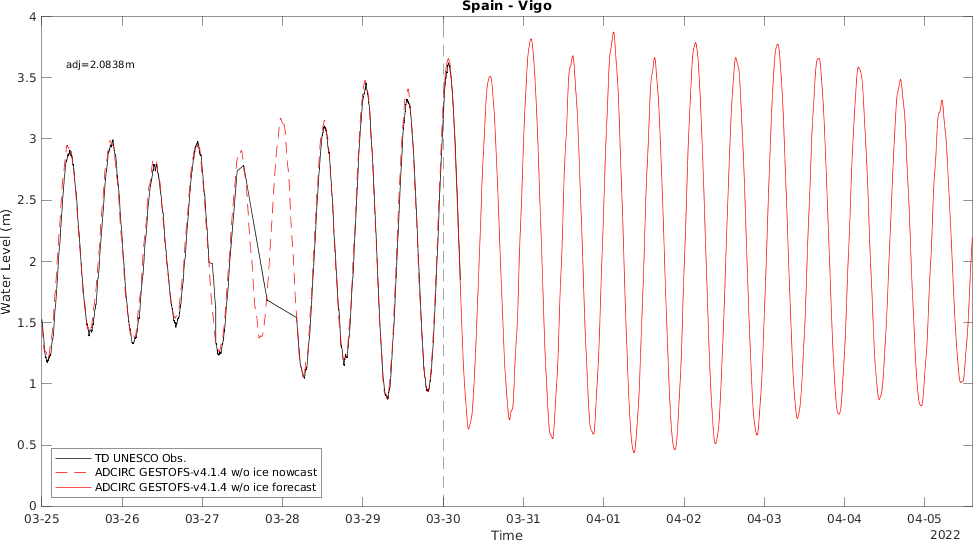 Spain - Vigo
adj=2.0838m
4
3.5
3
2.5
2
1.5
1
0.5
0
Water Level (m)
TD UNESCO Obs.
ADCIRC GESTOFS-v4.1.4 w/o ice nowcast
ADCIRC GESTOFS-v4.1.4 w/o ice forecast
03-25 03-26 03-27 03-28 03-29 03-30 03-31 04-01 04-02 04-03 04-04 04-05
Time
2022